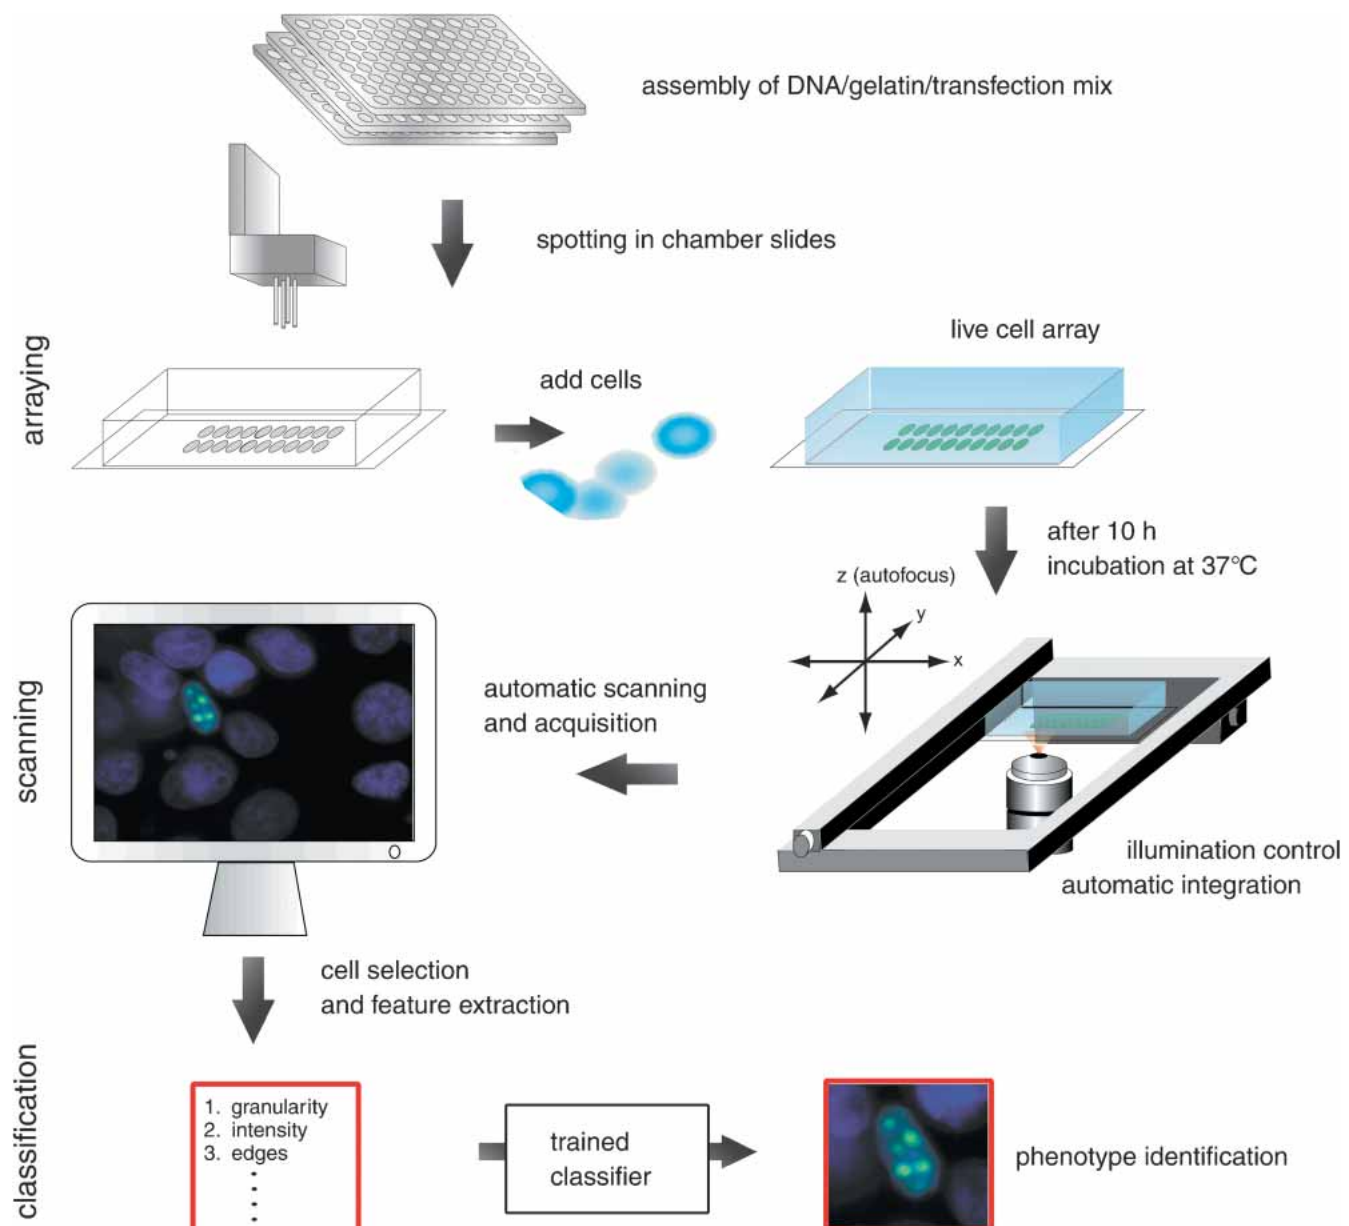 assembly of DNA/gelatin/transfection mix
spotting in chamber slides
arraying
live cell array
add cells
after 10 h
incubation at 37°C
z (autofocus)
y
x
scanning
automatic scanning
and acquisition
illumination control
automatic integration
cell selection
and feature extraction
classification
1. granularity
2. intensity
3. edges
trained
classifier
phenotype identification